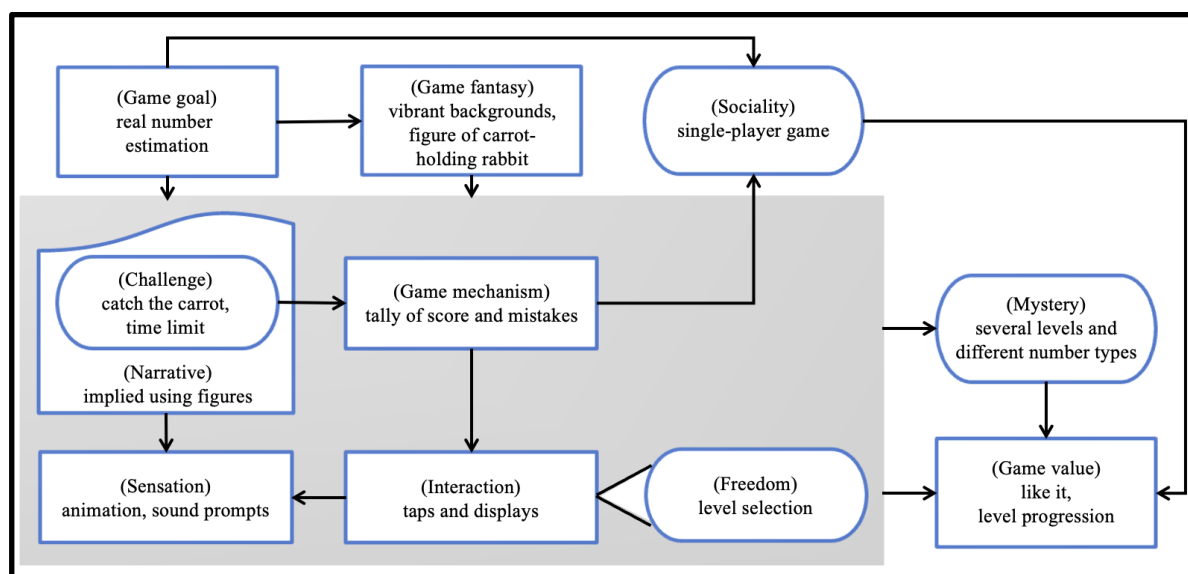 (Game goal)
real number
estimation
(Game fantasy)
vibrant backgrounds,
figure of carrot-
holding rabbit
(Sociality)
single-player game
(Challenge)
catch the carrot,
time limit
(Narrative)
implied using figures
(Game mechanism)
tally of score and mistakes
(Mystery)
several levels and
different number types
(Sensation)
animation, sound prompts
(Interaction)
taps and displays
(Freedom)
level selection
(Game value)
like it,
level progression